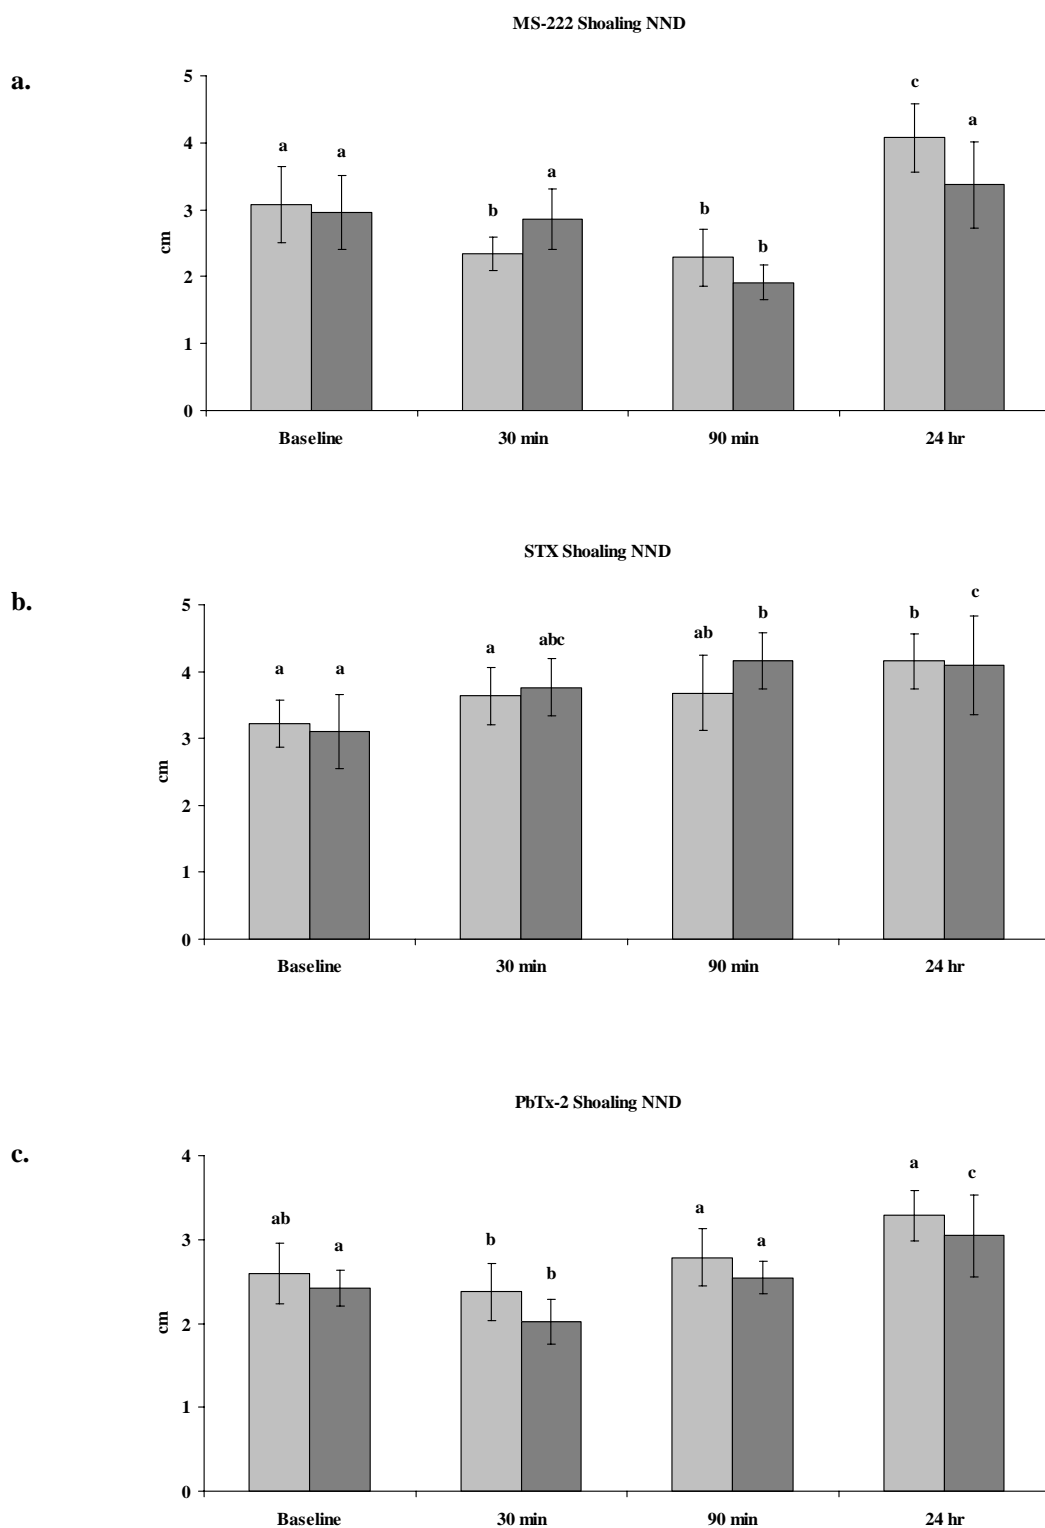 MS-222 Shoaling NND
a.
5
4
3
2
1
0
cm
a
a
b
a
b
b
c
a
Baseline 30 min 90 min 24 hr
STX Shoaling NND
b.
5
4
3
2
1
0
cm
a
a
a
abc
ab
b
b
c
Baseline 30 min 90 min 24 hr
PbTx-2 Shoaling NND
c.
4
3
2
1
0
cm
ab
a
b
b
a
a
a
c
Baseline 30 min 90 min 24 hr